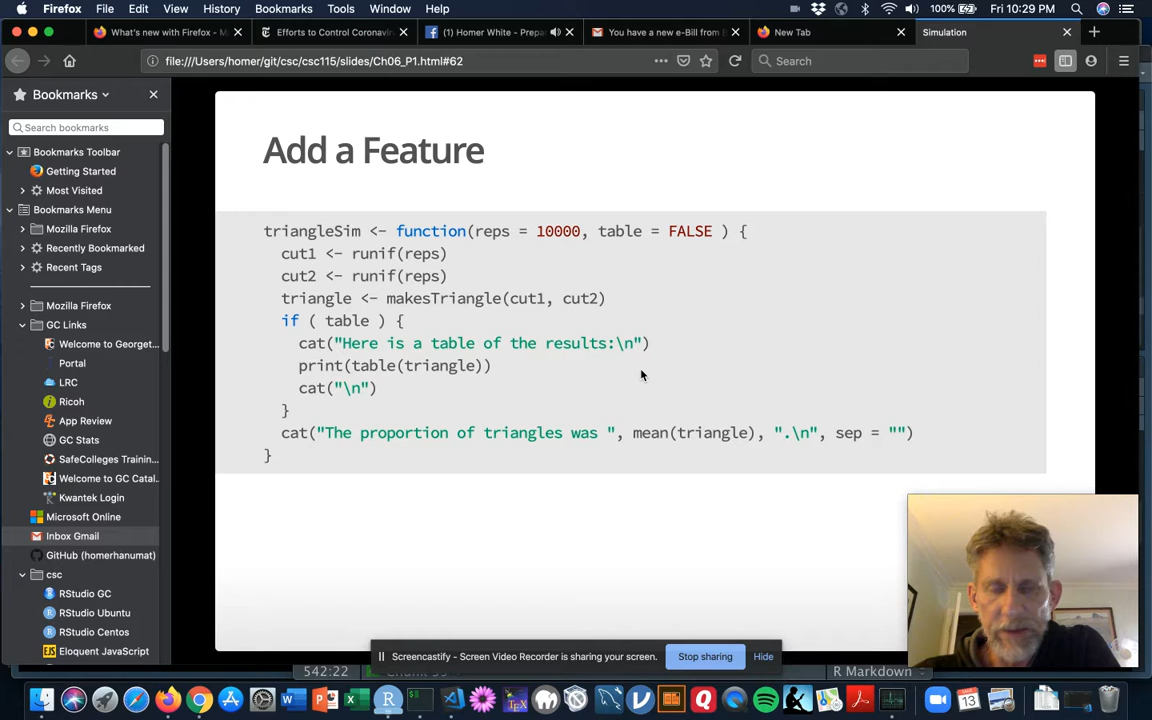 Firefox File Edit View History Bookmarks Tools Window Help 100% Fri 10:29 PM
What's new with Firefox - M
Efforts to Control Coronavir
(1) Homer White - Prepa
You have a new e-Bill from B
New Tab
Simulation
file:///Users/homer/git/csc/csc115/slides/Ch06_P1.html#62
Search
Bookmarks
Search bookmarks
Bookmarks Toolbar
Getting Started
Most Visited
Bookmarks Menu
Mozilla Firefox
Recently Bookmarked
Recent Tags
Mozilla Firefox
GC Links
Welcome to Georget...
Portal
LRC
Ricoh
App Review
GC Stats
SafeColleges Trainin...
Welcome to GC Catal...
Kwantek Login
Microsoft Online
Inbox Gmail
GitHub (homerhanumat)
csc
RStudio GC
RStudio Ubuntu
RStudio Centos
Eloquent JavaScript
Add a Feature
triangleSim <- function(reps = 10000, table = FALSE ) {
cut1 <- runif(reps)
cut2 <- runif(reps)
triangle <- makesTriangle(cut1, cut2)
if ( table ) {
cat("Here is a table of the results:\n")
print(table(triangle))
cat("\n")
}
cat("The proportion of triangles was ", mean(triangle), ".\n", sep = "")
}
Screencastify - Screen Video Recorder is sharing your screen.
Stop sharing
Hide
542:22
R Markdown